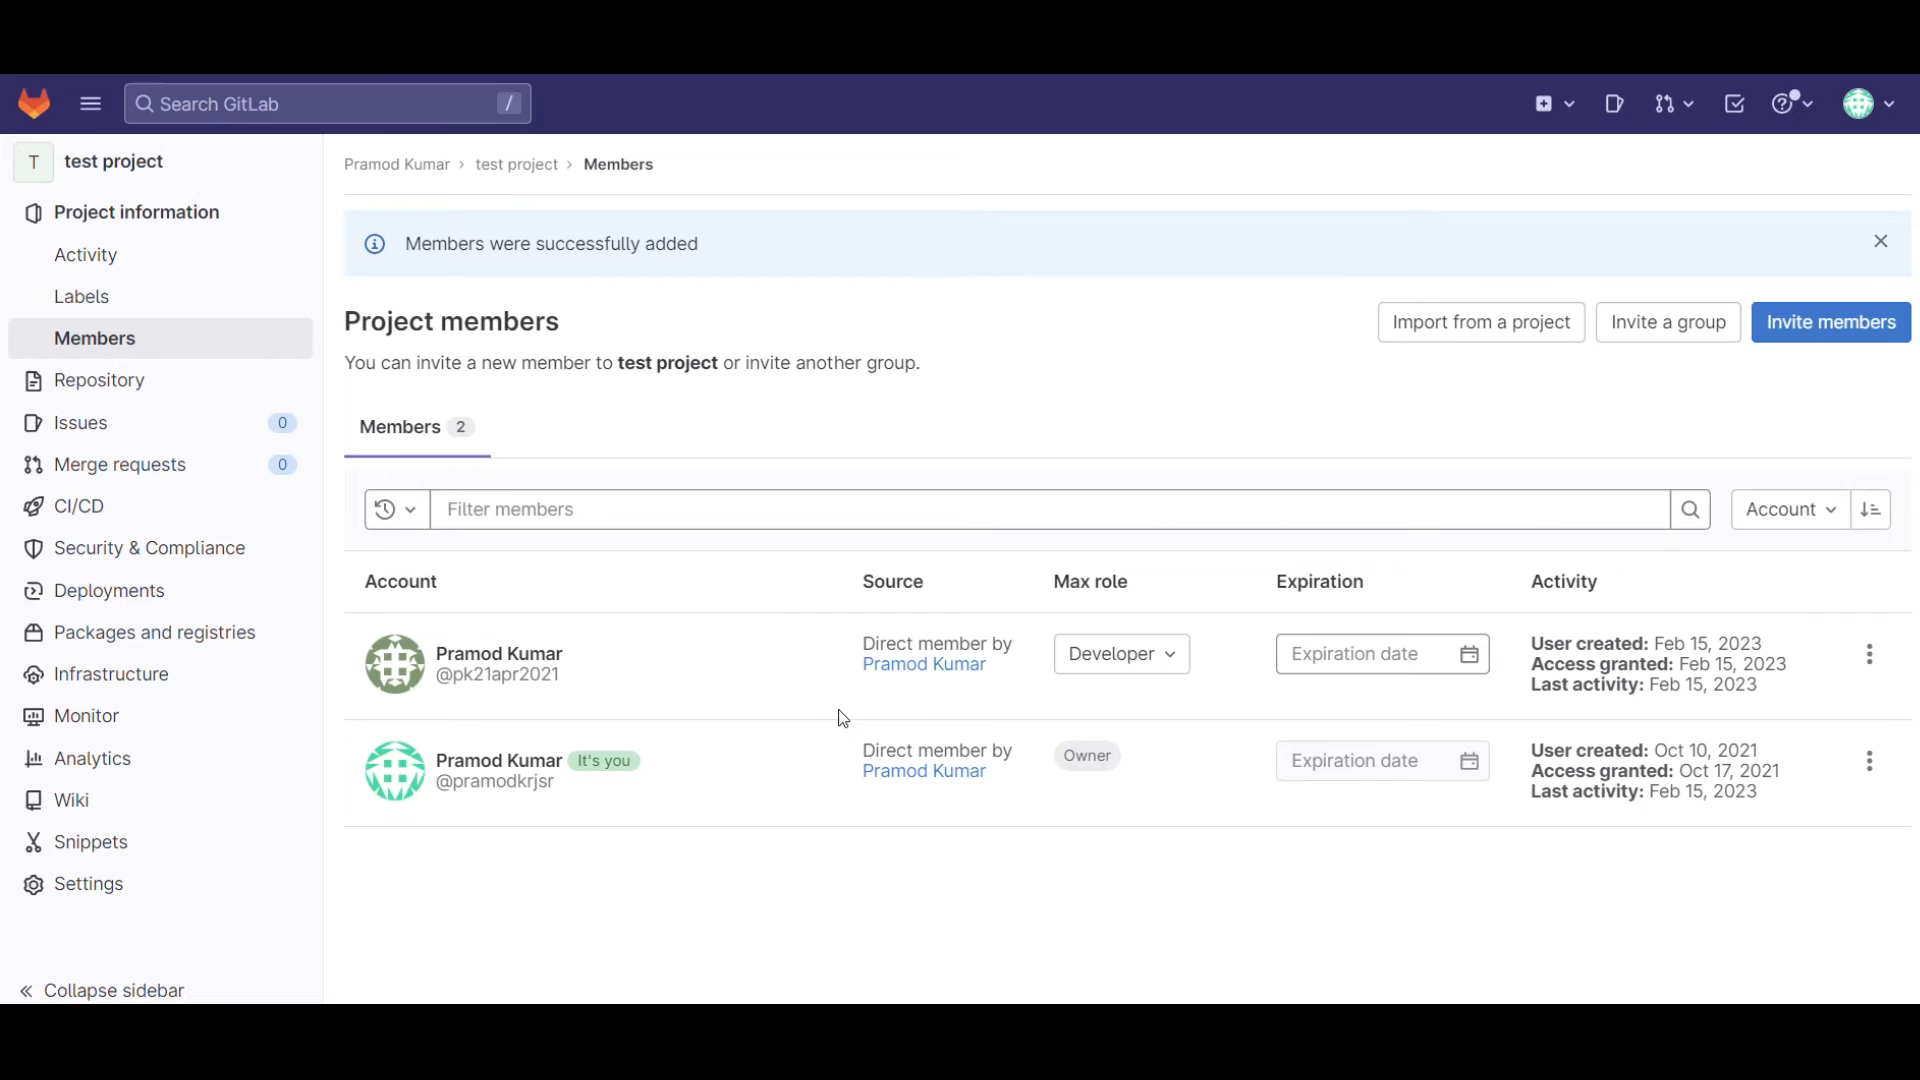 Search GitLab
/
T
test project
Project information
Activity
Labels
Members
Repository
Issues 0
Merge requests 0
CI/CD
Security & Compliance
Deployments
Packages and registries
Infrastructure
Monitor
Analytics
Wiki
Snippets
Settings
« Collapse sidebar
Pramod Kumar › test project › Members
Members were successfully added
Project members
Import from a project
Invite a group
Invite members
You can invite a new member to test project or invite another group.
Members 2
Filter members
Account
Account Source Max role Expiration Activity
Pramod Kumar
@pk21apr2021
Direct member by
Pramod Kumar
Developer
Expiration date
User created: Feb 15, 2023
Access granted: Feb 15, 2023
Last activity: Feb 15, 2023
Pramod Kumar It's you
@pramodkrjsr
Direct member by
Pramod Kumar
Owner
Expiration date
User created: Oct 10, 2021
Access granted: Oct 17, 2021
Last activity: Feb 15, 2023